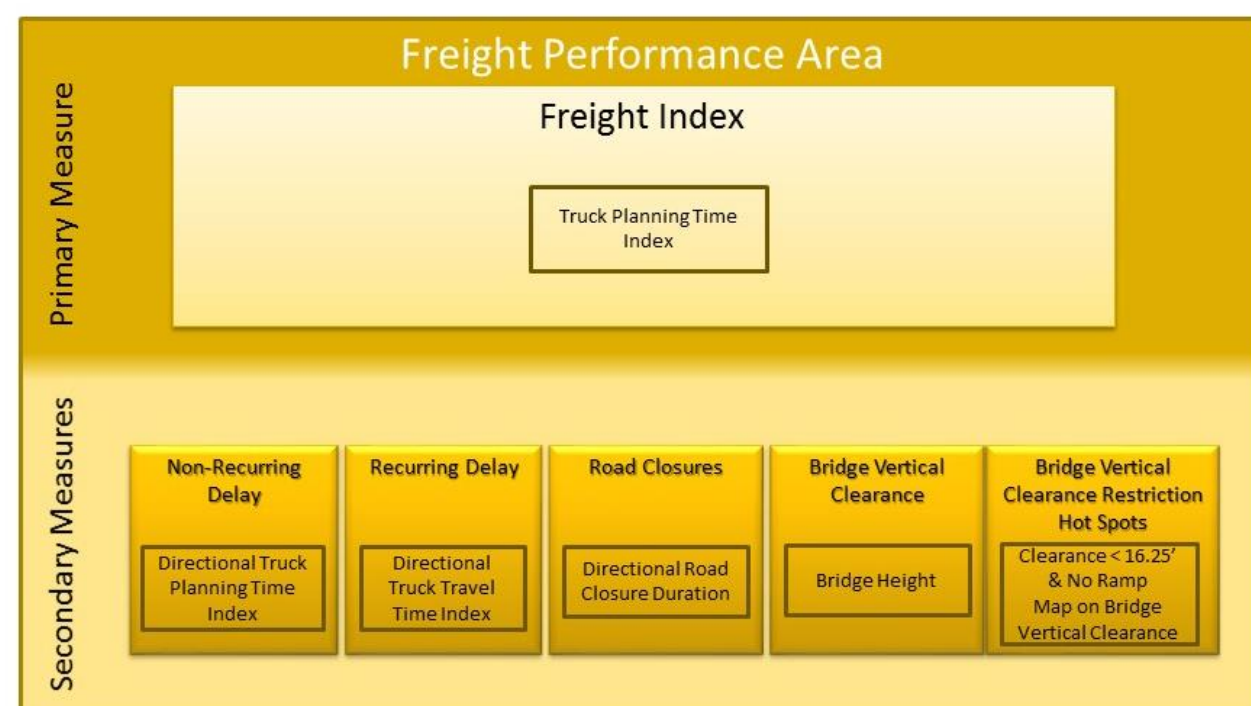 Freight Performance Area
Primary Measure
Freight Index
Truck Planning Time
Index
Secondary Measures
Non-Recurring
Delay
Directional Truck
Planning Time
Index
Recurring Delay
Directional
Truck Travel
Time Index
Road Closures
Directional Road
Closure Duration
Bridge Vertical
Clearance
Bridge Height
Bridge Vertical
Clearance Restriction
Hot Spots
Clearance < 16.25’
& No Ramp
Map on Bridge
Vertical Clearance